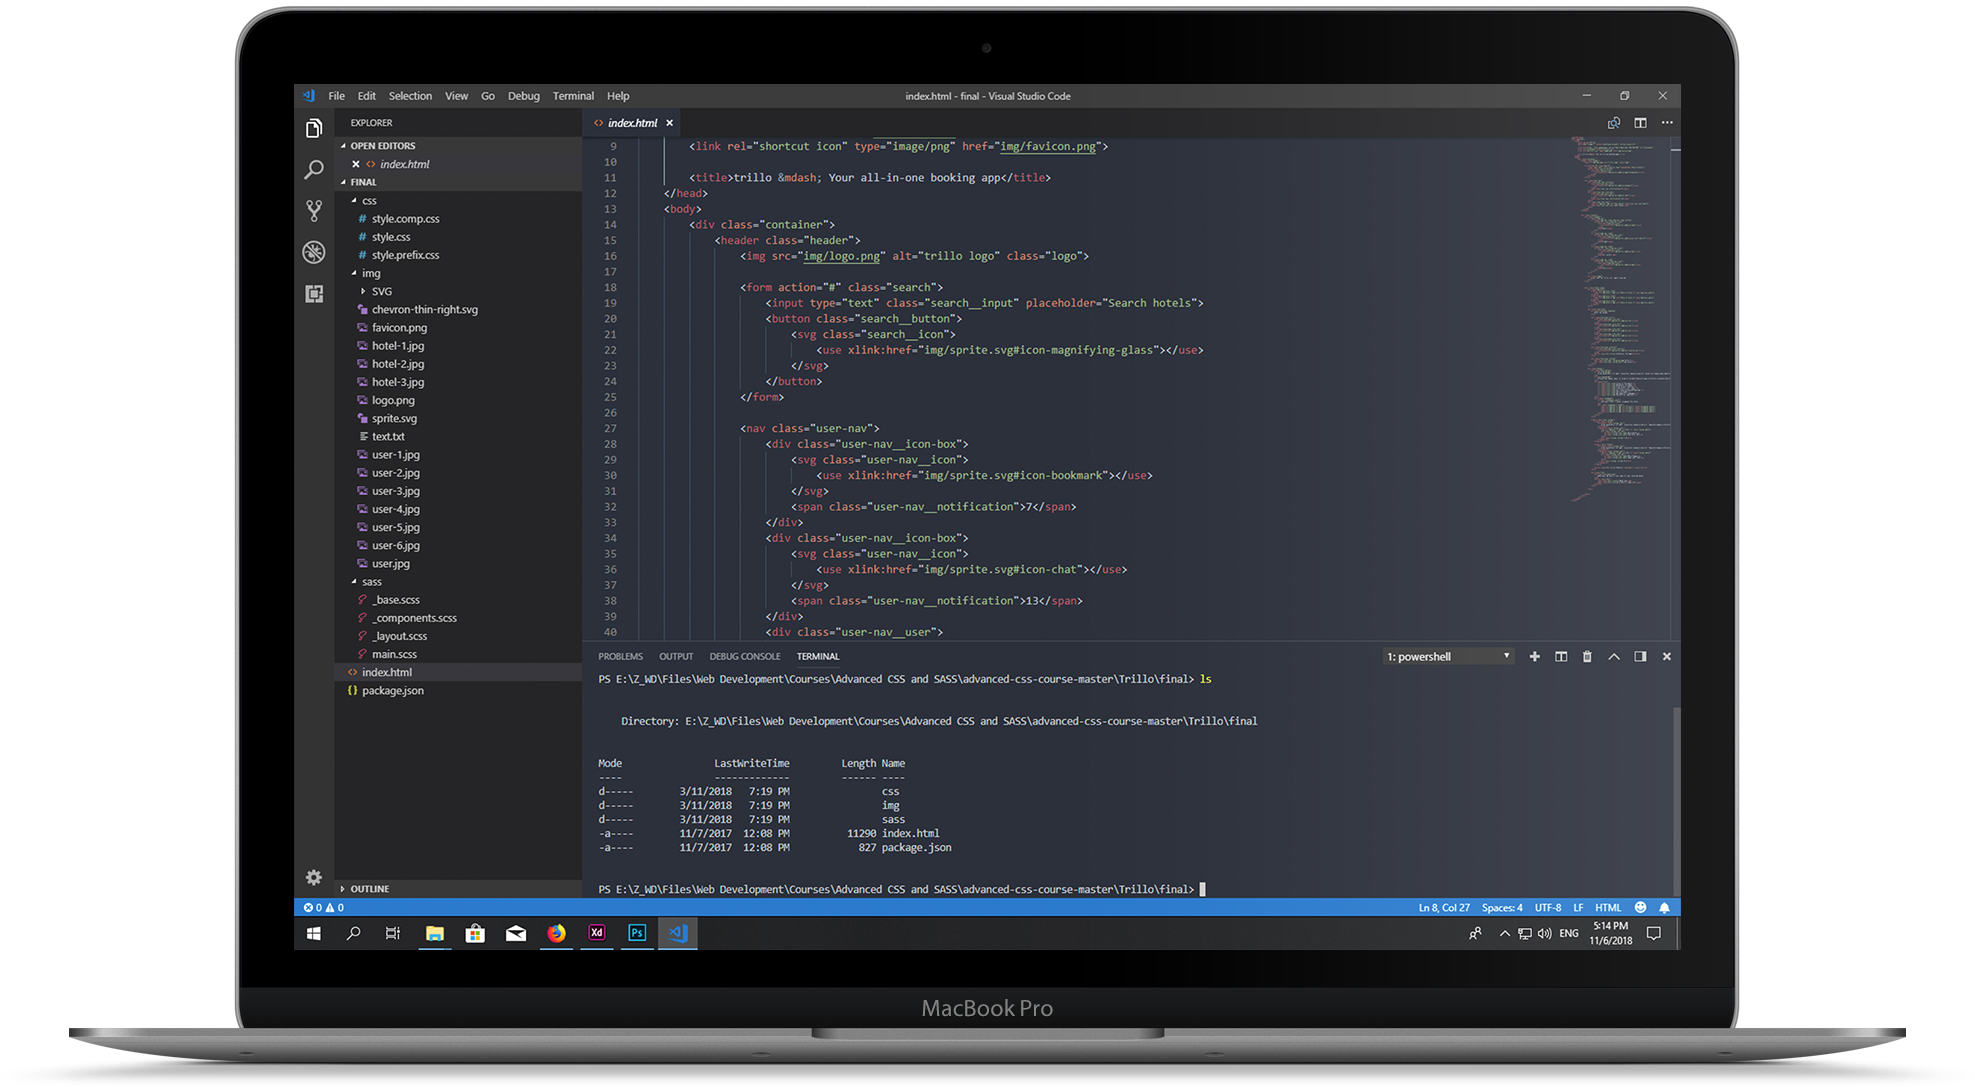 File Edit Selection View Go Debug Terminal Help
index.html - final - Visual Studio Code
EXPLORER
OPEN EDITORS
index.html
FINAL
css
style.comp.css
style.css
style.prefix.css
img
SVG
chevron-thin-right.svg
favicon.png
hotel-1.jpg
hotel-2.jpg
hotel-3.jpg
logo.png
sprite.svg
text.txt
user-1.jpg
user-2.jpg
user-3.jpg
user-4.jpg
user-5.jpg
user-6.jpg
user.jpg
sass
_base.scss
_components.scss
_layout.scss
main.scss
index.html
package.json
OUTLINE
index.html
9 <link rel="shortcut icon" type="image/png" href="img/favicon.png">
10
11 <title>trillo &mdash; Your all-in-one booking app</title>
12 </head>
13 <body>
14 <div class="container">
15 <header class="header">
16 <img src="img/logo.png" alt="trillo logo" class="logo">
17
18 <form action="#" class="search">
19 <input type="text" class="search__input" placeholder="Search hotels">
20 <button class="search__button">
21 <svg class="search__icon">
22 <use xlink:href="img/sprite.svg#icon-magnifying-glass"></use>
23 </svg>
24 </button>
25 </form>
26
27 <nav class="user-nav">
28 <div class="user-nav__icon-box">
29 <svg class="user-nav__icon">
30 <use xlink:href="img/sprite.svg#icon-bookmark"></use>
31 </svg>
32 <span class="user-nav__notification">7</span>
33 </div>
34 <div class="user-nav__icon-box">
35 <svg class="user-nav__icon">
36 <use xlink:href="img/sprite.svg#icon-chat"></use>
37 </svg>
38 <span class="user-nav__notification">13</span>
39 </div>
40 <div class="user-nav__user">
PROBLEMS OUTPUT DEBUG CONSOLE TERMINAL
1: powershell
PS E:\Z_WD\Files\Web Development\Courses\Advanced CSS and SASS\advanced-css-course-master\Trillo\final> ls
Directory: E:\Z_WD\Files\Web Development\Courses\Advanced CSS and SASS\advanced-css-course-master\Trillo\final
Mode LastWriteTime Length Name
---- ------------- ------ ----
d----- 3/11/2018 7:19 PM css
d----- 3/11/2018 7:19 PM img
d----- 3/11/2018 7:19 PM sass
-a---- 11/7/2017 12:08 PM 11290 index.html
-a---- 11/7/2017 12:08 PM 827 package.json
PS E:\Z_WD\Files\Web Development\Courses\Advanced CSS and SASS\advanced-css-course-master\Trillo\final>
0 0
Ln 8, Col 27 Spaces: 4 UTF-8 LF HTML
Xd Ps
ENG
5:14 PM
11/6/2018
MacBook Pro